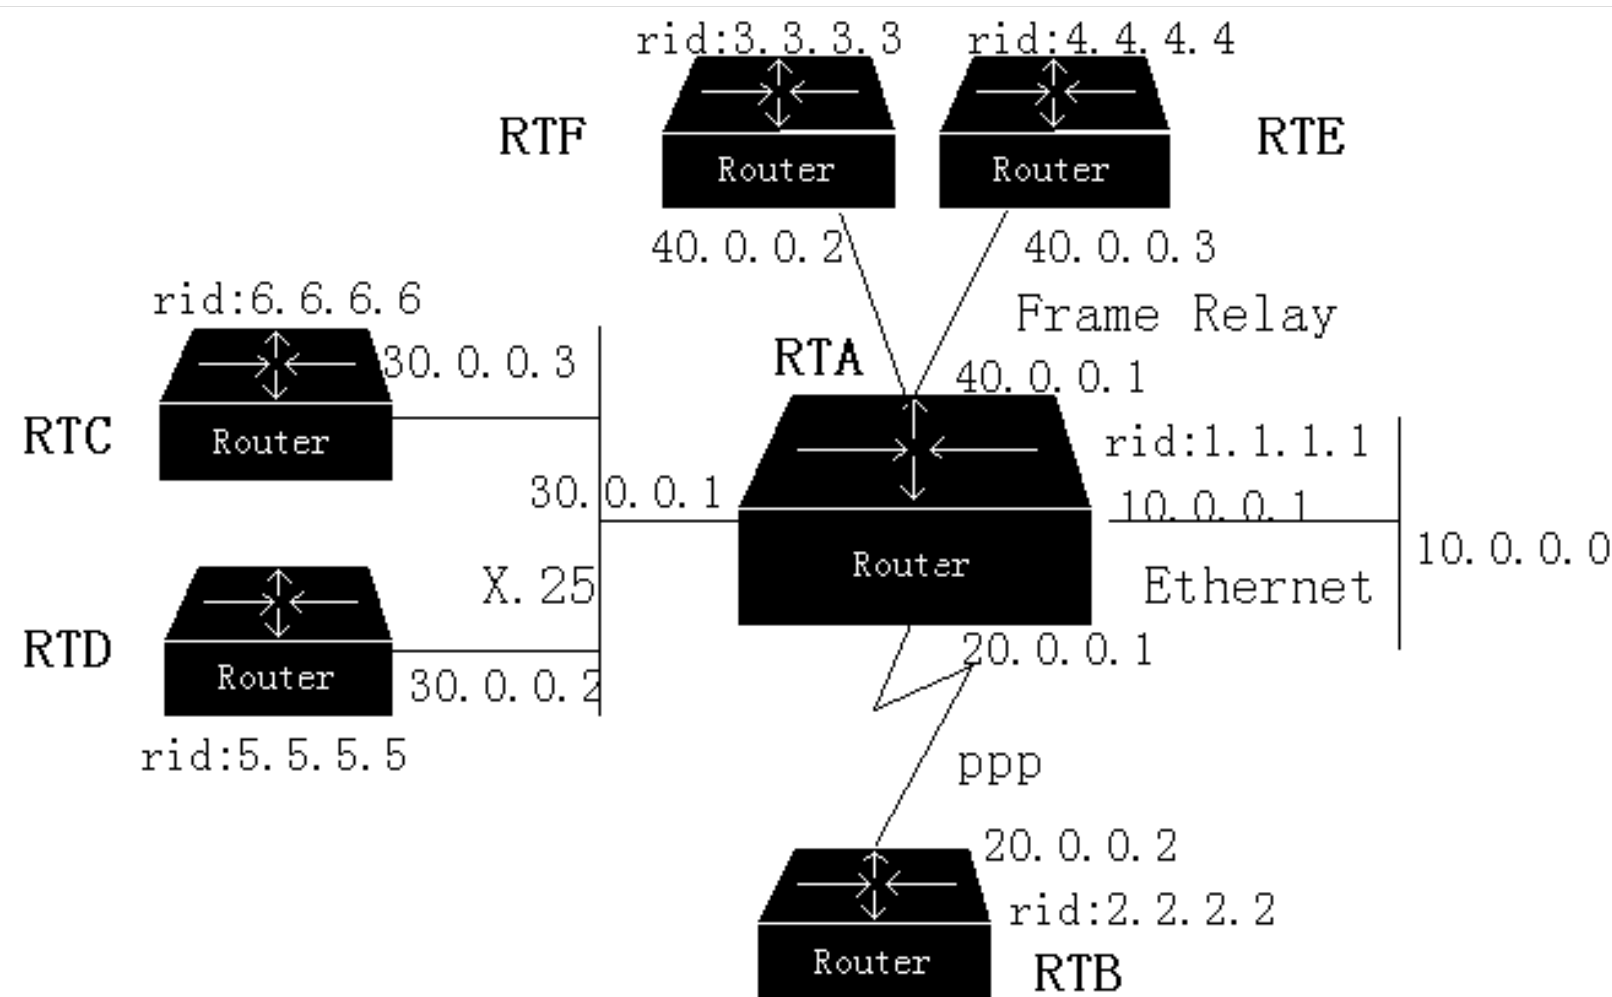 rid:3.3.3.3
rid:4.4.4.4
RTF
RTE
Router
Router
40.0.0.2
40.0.0.3
rid:6.6.6.6
Frame Relay
30.0.0.3
RTA
40.0.0.1
RTC
Router
rid:1.1.1.1
30.0.0.1
10.0.0.1
10.0.0.0
Router
X.25
Ethernet
RTD
Router
30.0.0.2
20.0.0.1
rid:5.5.5.5
ppp
20.0.0.2
rid:2.2.2.2
Router
RTB